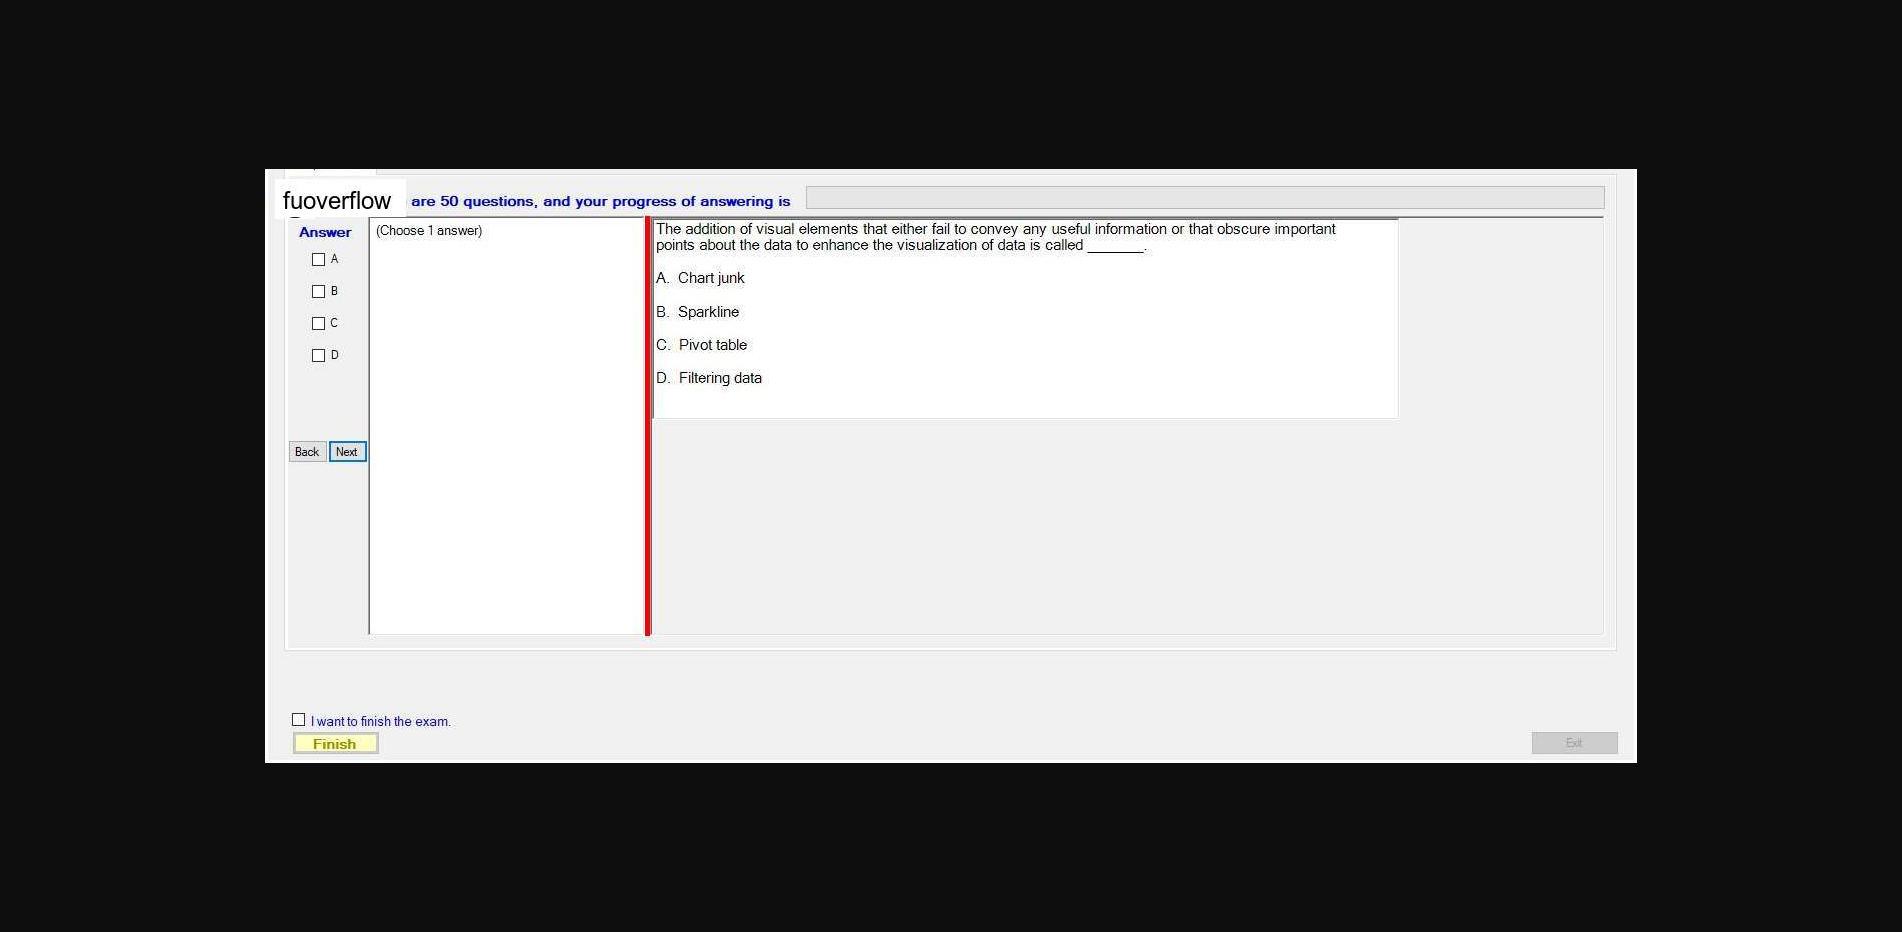 fuoverflow are 50 questions, and your progress of answering is
Answer
(Choose 1 answer)
A
B
C
D
Back Next
The addition of visual elements that either fail to convey any useful information or that obscure important
points about the data to enhance the visualization of data is called _______.
A. Chart junk
B. Sparkline
C. Pivot table
D. Filtering data
I want to finish the exam.
Finish
Exit